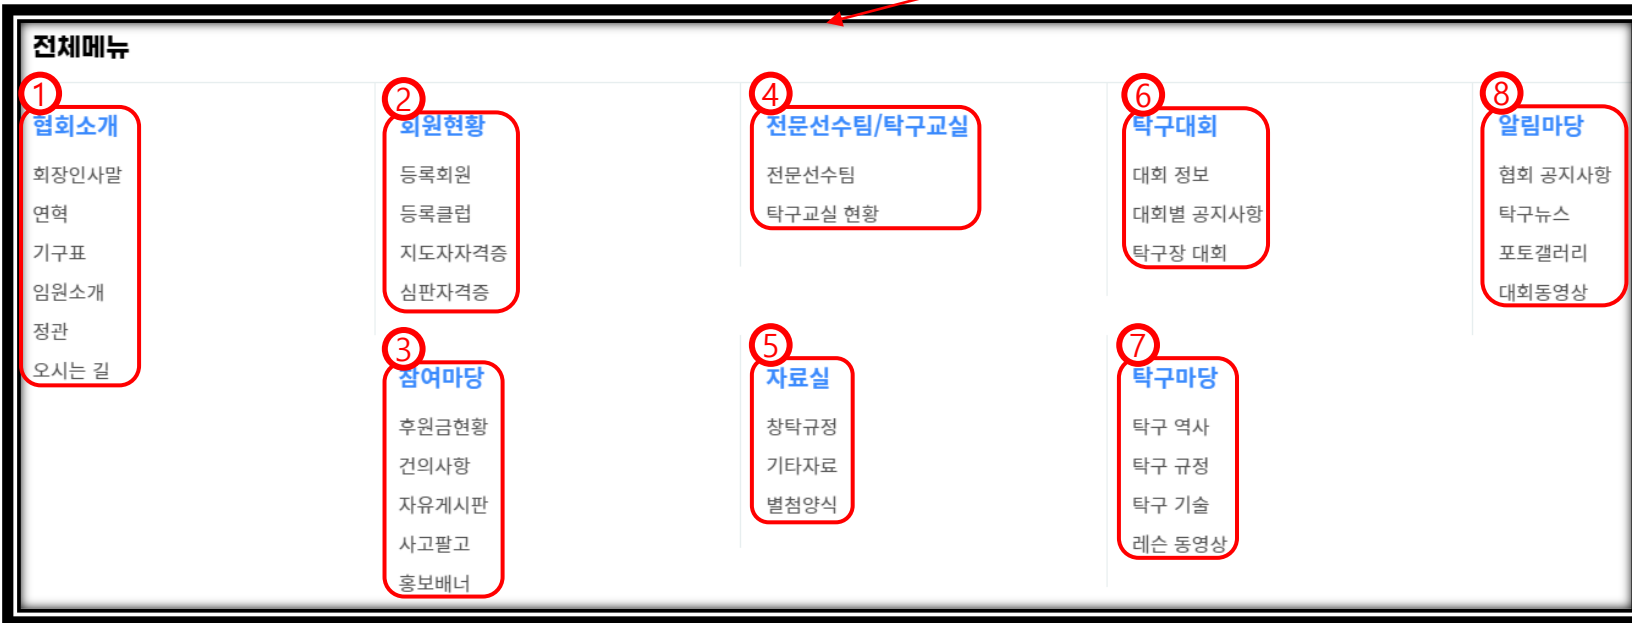 전체메뉴
1
협회소개
회장인사말
연혁
기구표
임원소개
정관
오시는 길
2
회원현황
등록회원
등록클럽
지도자자격증
심판자격증
3
참여마당
후원금현황
건의사항
자유게시판
사고팔고
홍보배너
4
전문선수팀/탁구교실
전문선수팀
탁구교실 현황
5
자료실
창탁규정
기타자료
별첨양식
6
탁구대회
대회 정보
대회별 공지사항
탁구장 대회
7
탁구마당
탁구 역사
탁구 규정
탁구 기술
레슨 동영상
8
알림마당
협회 공지사항
탁구뉴스
포토갤러리
대회동영상